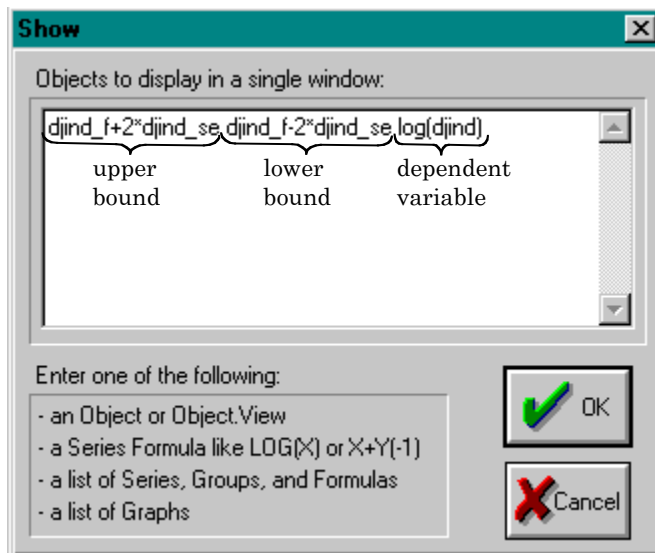 Show
Objects to display in a single window:
djind_f+2*djind_se djind_f-2*djind_se log(djind)
upper lower dependent
bound bound variable
Enter one of the following:
- an Object or Object.View
- a Series Formula like LOG(X) or X+Y(-1)
- a list of Series, Groups, and Formulas
- a list of Graphs
OK
Cancel